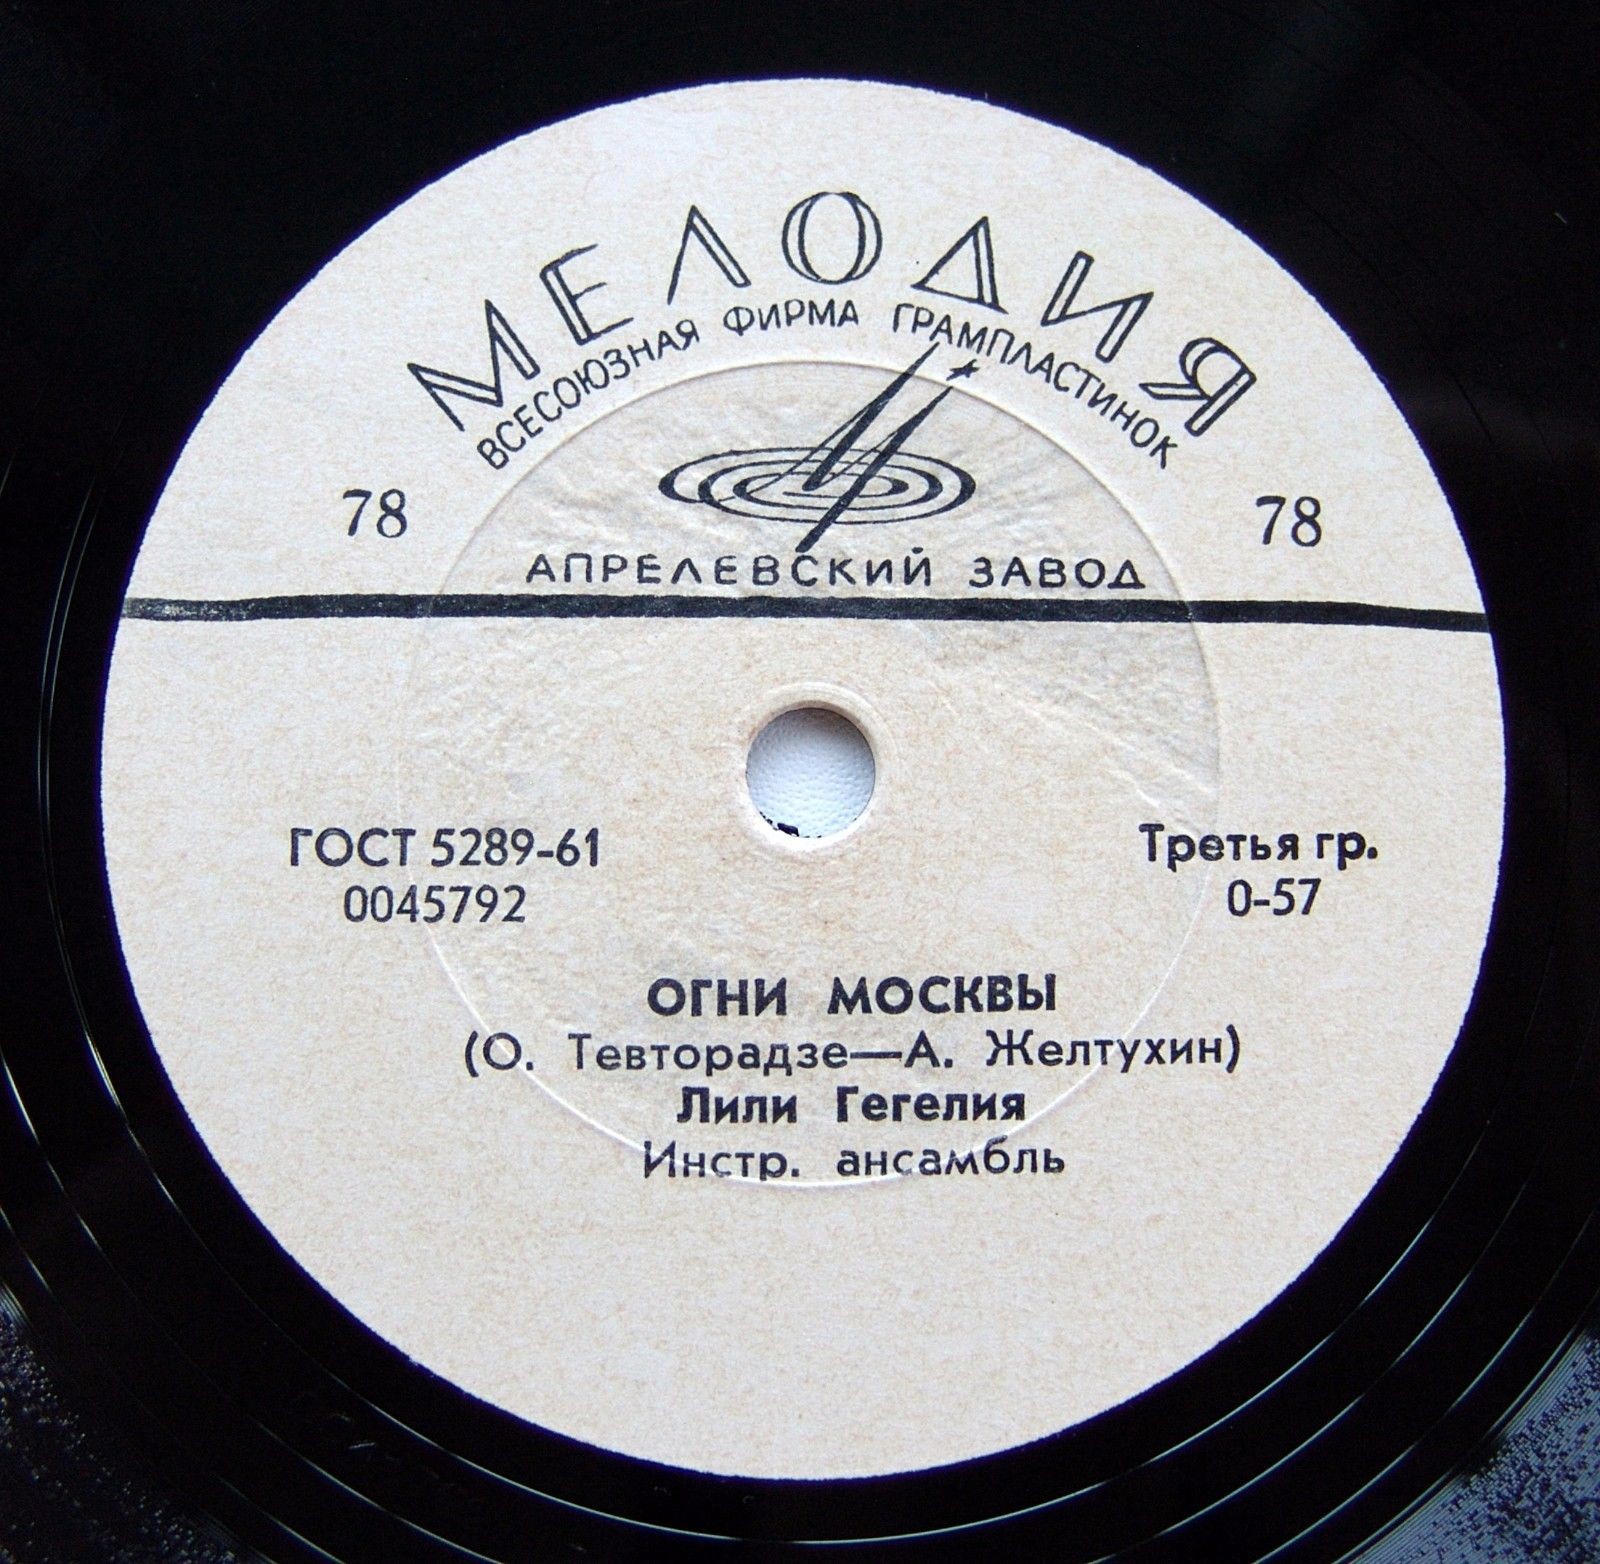 МЕЛОДИЯ
ВСЕСОЮЗНАЯ ФИРМА ГРАМПЛАСТИНОК
78 78
АПРЕЛЕВСКИЙ ЗАВОД
ГОСТ 5289-61 Третья гр.
0045792 0-57
ОГНИ МОСКВЫ
(О. Тевторадзе—А. Желтухин)
Лили Гегелия
Инстр. ансамбль